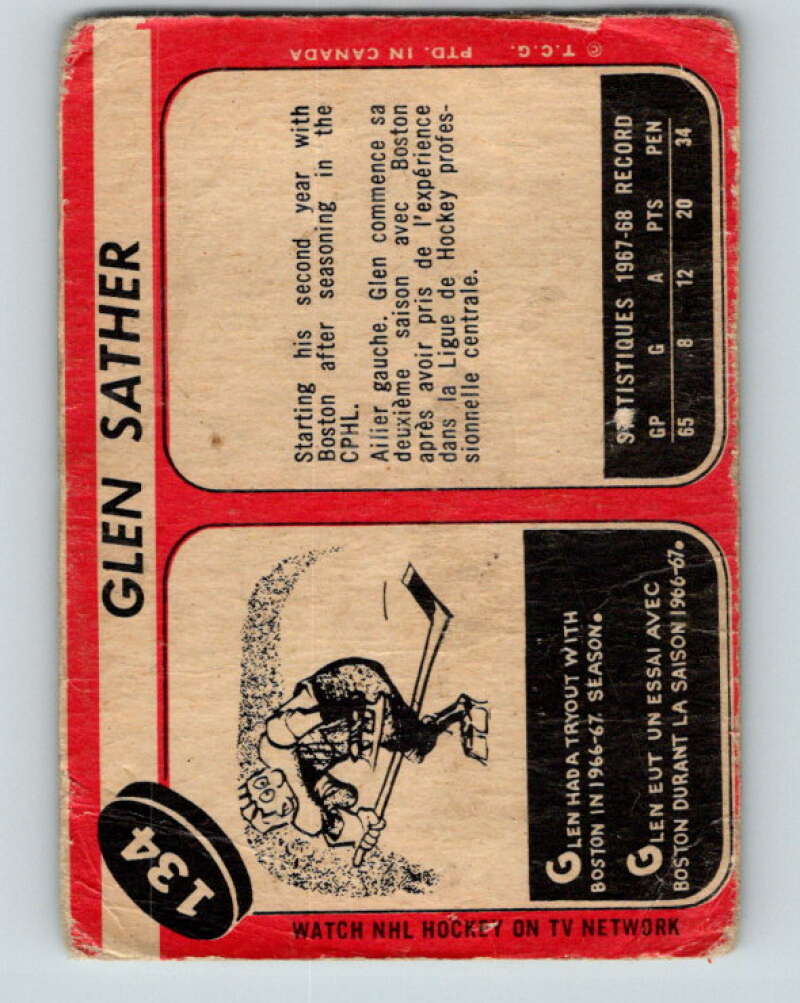 GLEN SATHER
134
Starting his second year with
Boston after seasoning in the
CPHL.
Ailier gauche. Glen commence sa
deuxième saison avec Boston
après avoir pris de l'expérience
dans la Ligue de Hockey profes-
sionnelle centrale.
TISTIQUES 1967-68 RECORD
GP G A PTS PEN
65 8 12 20 34
GLEN HAD A TRYOUT WITH
BOSTON IN 1966-67. SEASON.
GLEN EUT UN ESSAI AVEC
BOSTON DURANT LA SAISON 1966-67.
WATCH NHL HOCKEY ON TV NETWORK
© T.C.G. PTD. IN CANADA